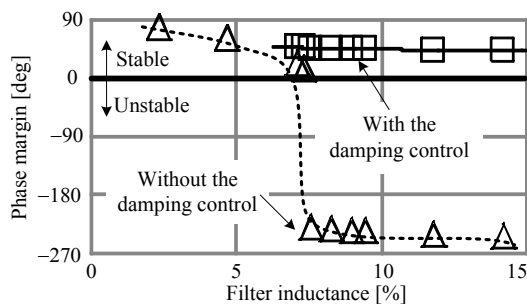 90
0
−90
−180
−270
Phase margin [deg]
Stable
Unstable
With the
damping control
Without the
damping control
0
5
10
15
Filter inductance [%]